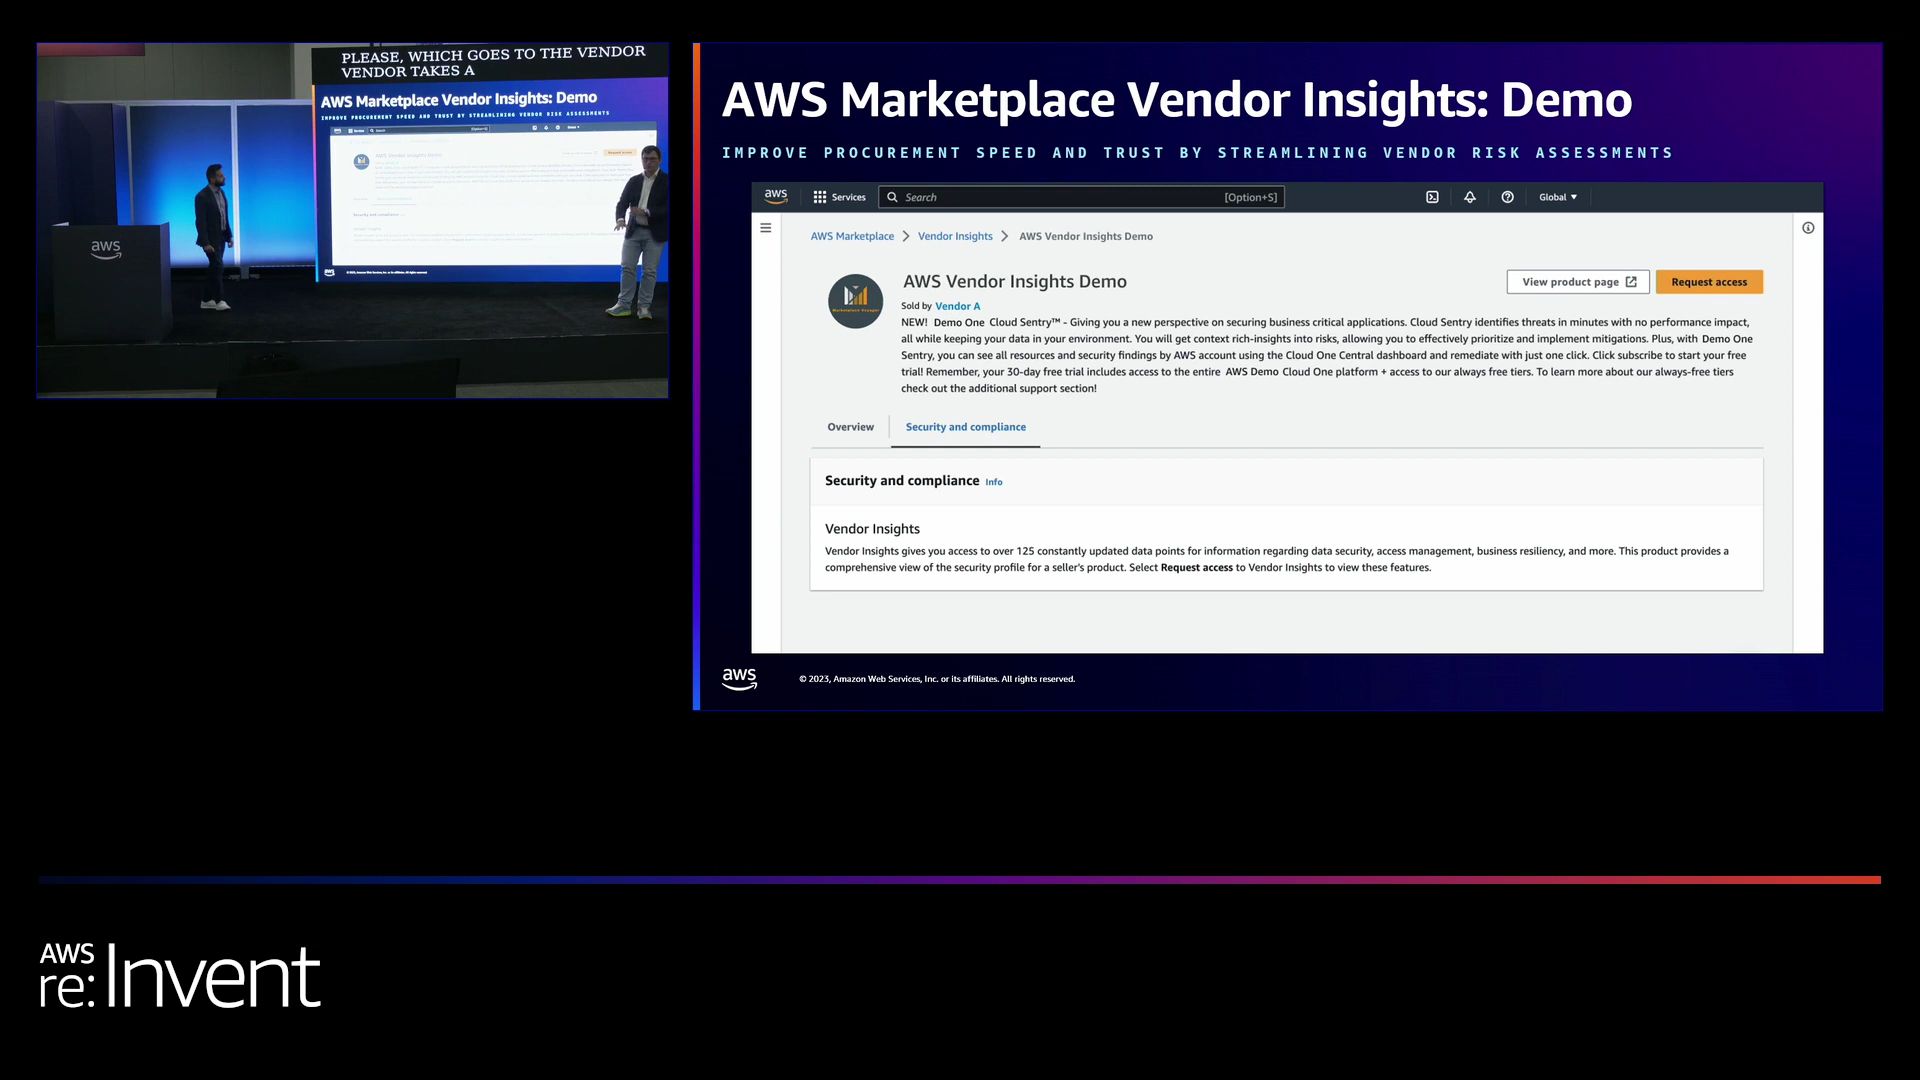 PLEASE, WHICH GOES TO THE VENDOR
VENDOR TAKES A
AWS Marketplace Vendor Insights: Demo
IMPROVE PROCUREMENT SPEED AND TRUST BY STREAMLINING VENDOR RISK ASSESSMENTS
aws
AWS Marketplace Vendor Insights: Demo
IMPROVE PROCUREMENT SPEED AND TRUST BY STREAMLINING VENDOR RISK ASSESSMENTS
aws Services Search [Option+S] Global
AWS Marketplace > Vendor Insights > AWS Vendor Insights Demo
AWS Vendor Insights Demo
View product page Request access
Sold by Vendor A
NEW! Demo One Cloud Sentry™ - Giving you a new perspective on securing business critical applications. Cloud Sentry identifies threats in minutes with no performance impact,
all while keeping your data in your environment. You will get context rich-insights into risks, allowing you to effectively prioritize and implement mitigations. Plus, with Demo One
Sentry, you can see all resources and security findings by AWS account using the Cloud One Central dashboard and remediate with just one click. Click subscribe to start your free
trial! Remember, your 30-day free trial includes access to the entire AWS Demo Cloud One platform + access to our always free tiers. To learn more about our always-free tiers
check out the additional support section!
Overview Security and compliance
Security and compliance Info
Vendor Insights
Vendor Insights gives you access to over 125 constantly updated data points for information regarding data security, access management, business resiliency, and more. This product provides a
comprehensive view of the security profile for a seller's product. Select Request access to Vendor Insights to view these features.
aws © 2023, Amazon Web Services, Inc. or its affiliates. All rights reserved.
AWS
re:Invent